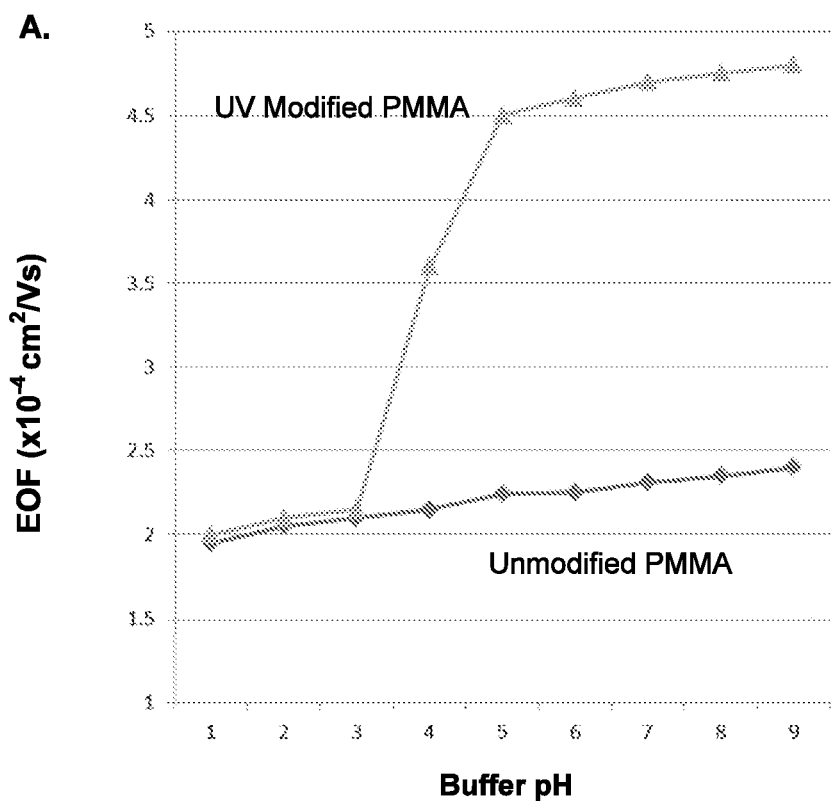 A.
5
UV Modified PMMA
4.5
4
3.5
3
2.5
2
Unmodified PMMA
1.5
1
EOF (x10⁻⁴ cm²/Vs)
1 2 3 4 5 6 7 8 9
Buffer pH